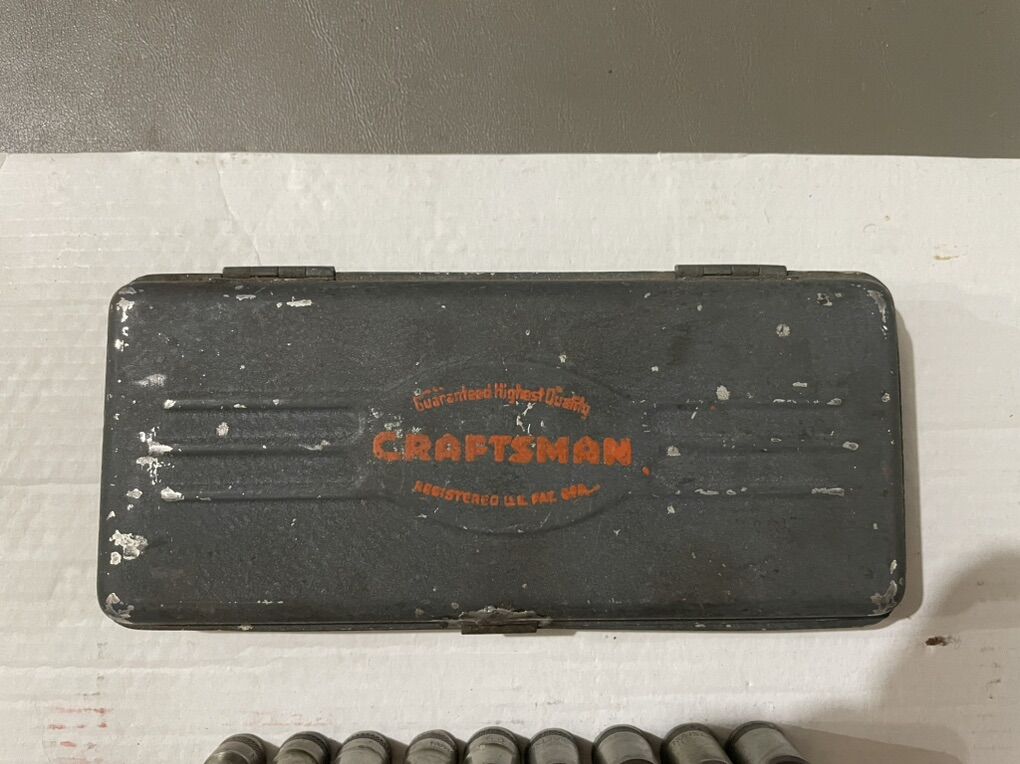 Guaranteed Highest Quality
CRAFTSMAN
REGISTERED U.S. PAT. OFF.